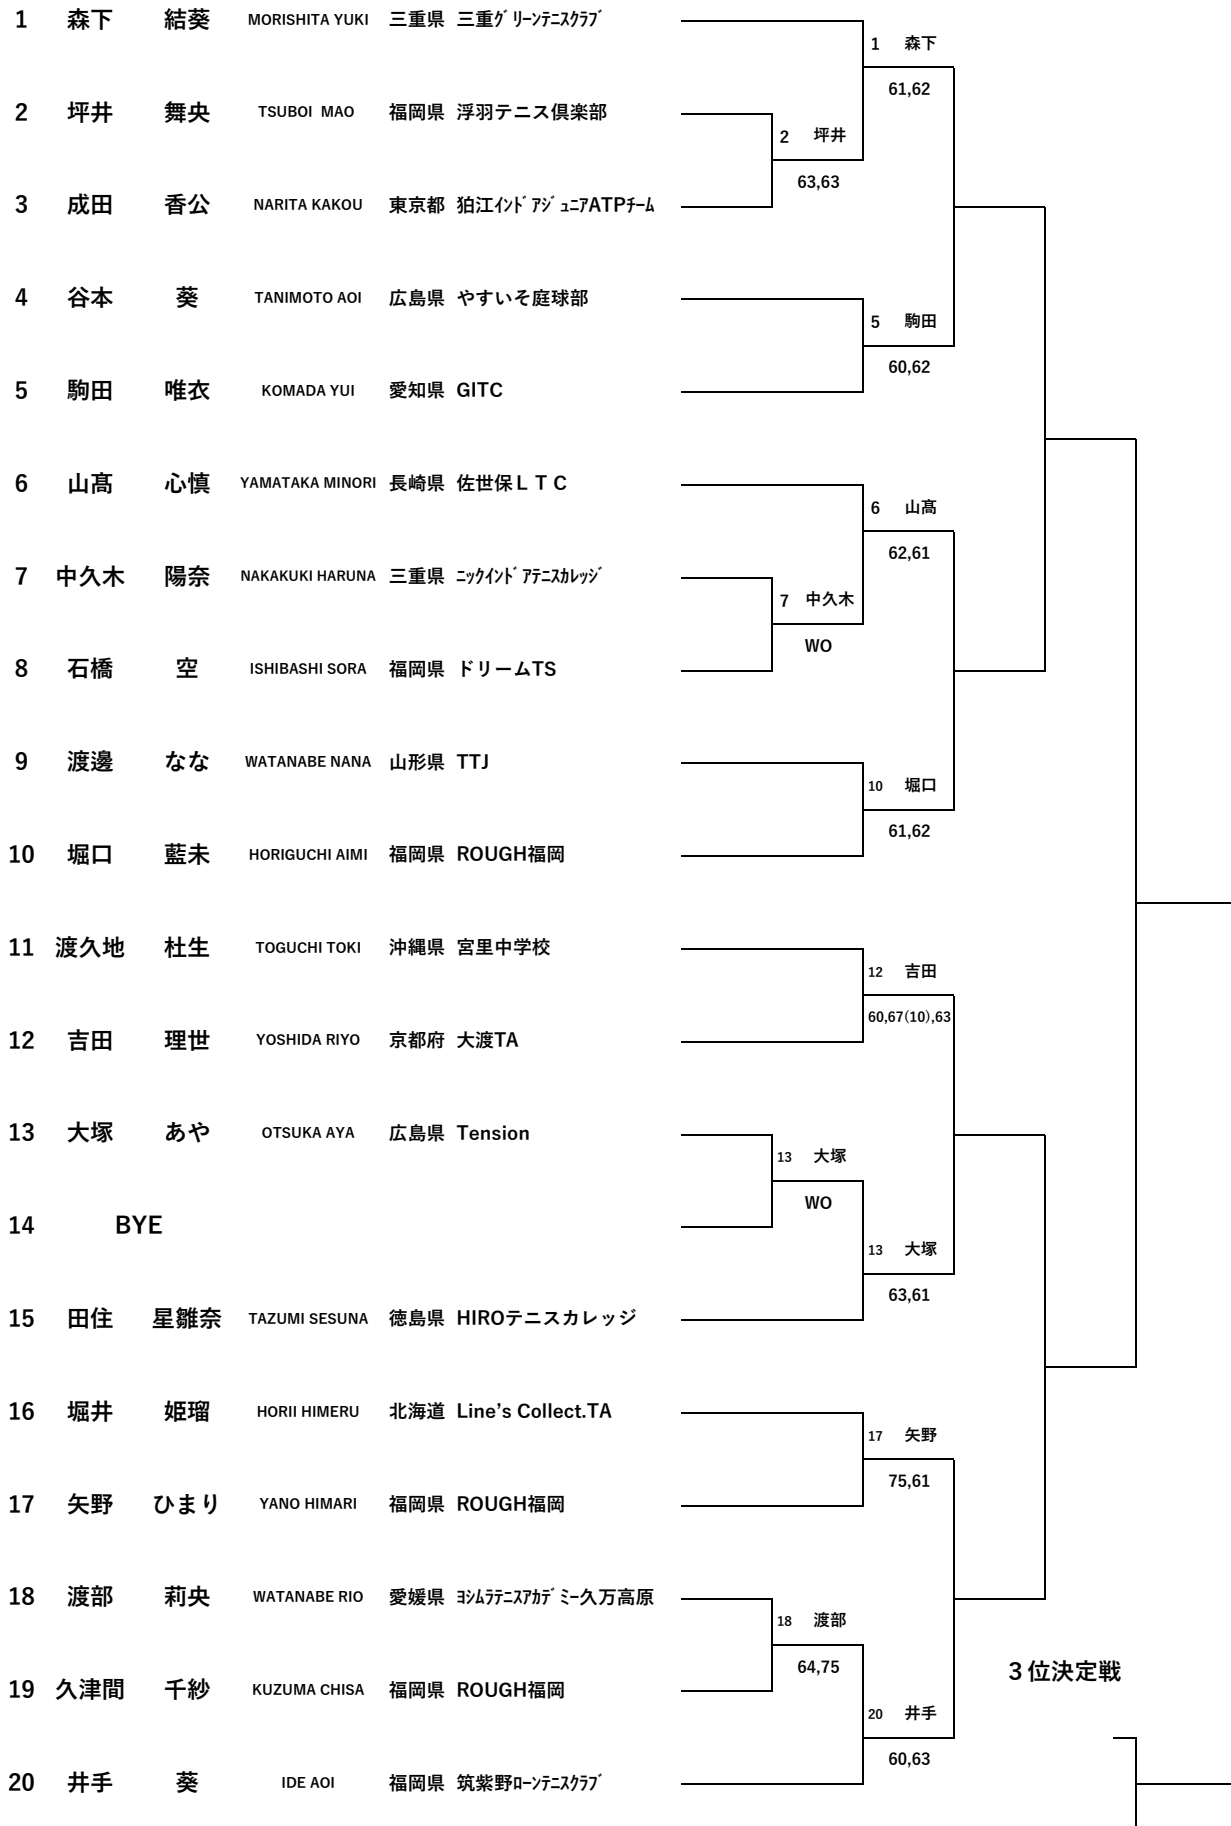 1 森下 結葵 MORISHITA YUKI 三重県 三重ｸﾞﾘｰﾝﾃﾆｽｸﾗﾌﾞ
1 森下
61,62
2 坪井 舞央 TSUBOI MAO 福岡県 浮羽テニス倶楽部
2 坪井
63,63
3 成田 香公 NARITA KAKOU 東京都 狛江ｲﾝﾄﾞｱｼﾞｭﾆｱATPﾁｰﾑ
4 谷本 葵 TANIMOTO AOI 広島県 やすいそ庭球部
5 駒田
60,62
5 駒田 唯衣 KOMADA YUI 愛知県 GITC
6 山髙 心慎 YAMATAKA MINORI 長崎県 佐世保ＬＴＣ
6 山髙
62,61
7 中久木 陽奈 NAKAKUKI HARUNA 三重県 ﾆｯｸｲﾝﾄﾞｱﾃﾆｽｶﾚｯｼﾞ
7 中久木
WO
8 石橋 空 ISHIBASHI SORA 福岡県 ドリームTS
9 渡邊 なな WATANABE NANA 山形県 TTJ
10 堀口
61,62
10 堀口 藍未 HORIGUCHI AIMI 福岡県 ROUGH福岡
11 渡久地 杜生 TOGUCHI TOKI 沖縄県 宮里中学校
12 吉田
60,67(10),63
12 吉田 理世 YOSHIDA RIYO 京都府 大渡TA
13 大塚 あや OTSUKA AYA 広島県 Tension
13 大塚
WO
14 BYE
13 大塚
63,61
15 田住 星雛奈 TAZUMI SESUNA 徳島県 HIROテニスカレッジ
16 堀井 姫瑠 HORII HIMERU 北海道 Line’s Collect.TA
17 矢野
75,61
17 矢野 ひまり YANO HIMARI 福岡県 ROUGH福岡
18 渡部 莉央 WATANABE RIO 愛媛県 ﾖｼﾑﾗﾃﾆｽｱｶﾃﾞﾐｰ久万高原
18 渡部
64,75
３位決定戦
19 久津間 千紗 KUZUMA CHISA 福岡県 ROUGH福岡
20 井手
60,63
20 井手 葵 IDE AOI 福岡県 筑紫野ﾛｰﾝﾃﾆｽｸﾗﾌﾞ